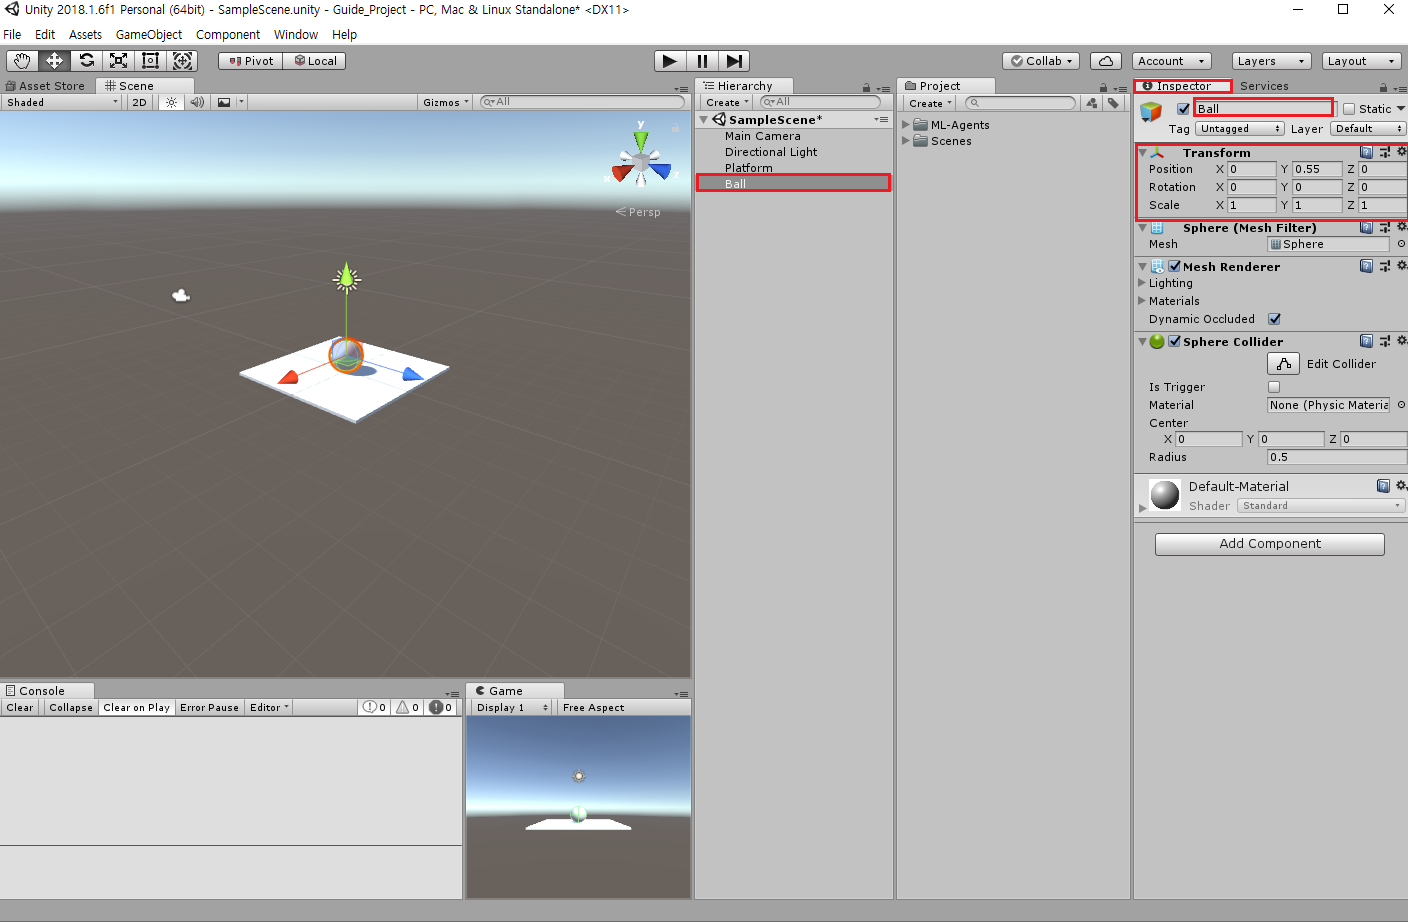 Unity 2018.1.6f1 Personal (64bit) - SampleScene.unity - Guide_Project - PC, Mac & Linux Standalone* <DX11>
File Edit Assets GameObject Component Window Help
Pivot Local Collab Account Layers Layout
Asset Store Scene
Shaded 2D Gizmos All
y
x
z
Persp
Hierarchy
Create All
SampleScene*
Main Camera
Directional Light
Platform
Ball
Project
Create
ML-Agents
Scenes
Inspector Services
Ball Static
Tag Untagged Layer Default
Transform
Position X 0 Y 0.55 Z 0
Rotation X 0 Y 0 Z 0
Scale X 1 Y 1 Z 1
Sphere (Mesh Filter)
Mesh Sphere
Mesh Renderer
Lighting
Materials
Dynamic Occluded
Sphere Collider
Edit Collider
Is Trigger
Material None (Physic Materia
Center
X 0 Y 0 Z 0
Radius 0.5
Default-Material
Shader Standard
Add Component
Console
Clear Collapse Clear on Play Error Pause Editor 0 0 0
Game
Display 1 Free Aspect